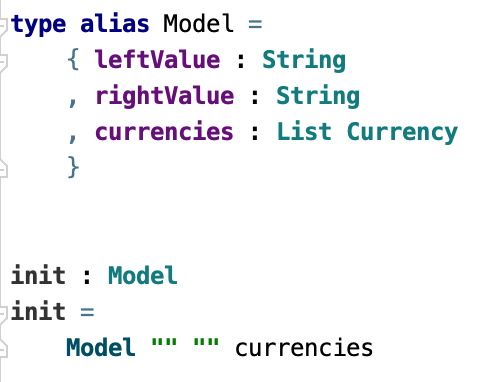 type alias Model =
    { leftValue : String
    , rightValue : String
    , currencies : List Currency
    }
init : Model
init =
    Model "" "" currencies